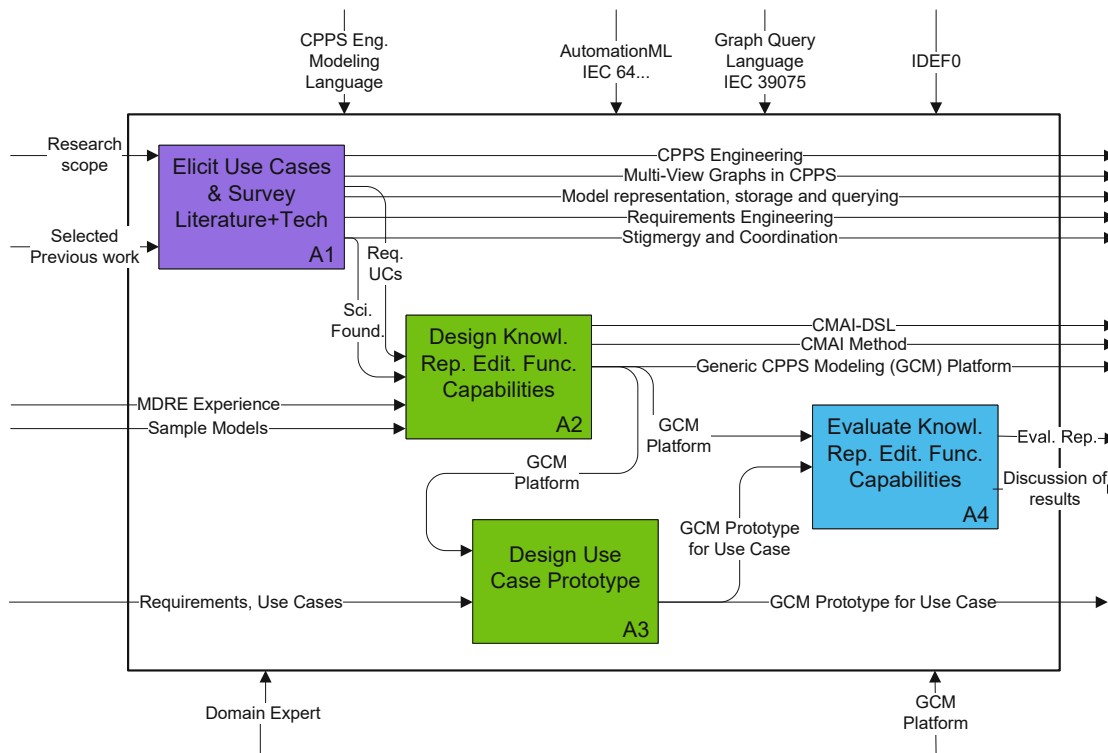 CPPS Eng.
Modeling
Language
AutomationML
IEC 64...
Graph Query
Language
IEC 39075
IDEF0
Research
scope
Selected
Previous work
Elicit Use Cases
& Survey
Literature+Tech
A1
CPPS Engineering
Multi-View Graphs in CPPS
Model representation, storage and querying
Requirements Engineering
Stigmergy and Coordination
Req.
UCs
Sci.
Found.
Design Knowl.
Rep. Edit. Func.
Capabilities
A2
CMAI-DSL
CMAI Method
Generic CPPS Modeling (GCM) Platform
MDRE Experience
Sample Models
GCM
Platform
GCM
Platform
Evaluate Knowl.
Rep. Edit. Func.
Capabilities
A4
Eval. Rep.
Discussion of
results
GCM Prototype
for Use Case
Design Use
Case Prototype
A3
Requirements, Use Cases
GCM Prototype for Use Case
Domain Expert
GCM
Platform